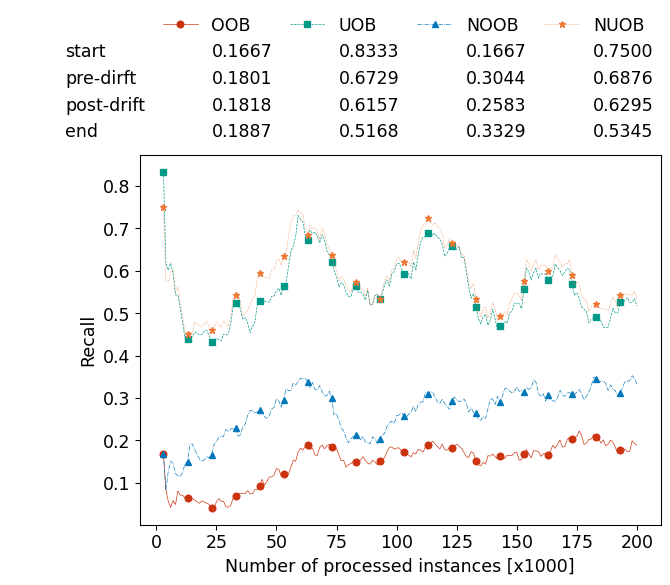 OOB UOB NOOB NUOB
start 0.1667 0.8333 0.1667 0.7500
pre-dirft 0.1801 0.6729 0.3044 0.6876
post-drift 0.1818 0.6157 0.2583 0.6295
end 0.1887 0.5168 0.3329 0.5345
0.8
0.7
0.6
0.5
0.4
0.3
0.2
0.1
Recall
0 25 50 75 100 125 150 175 200
Number of processed instances [x1000]